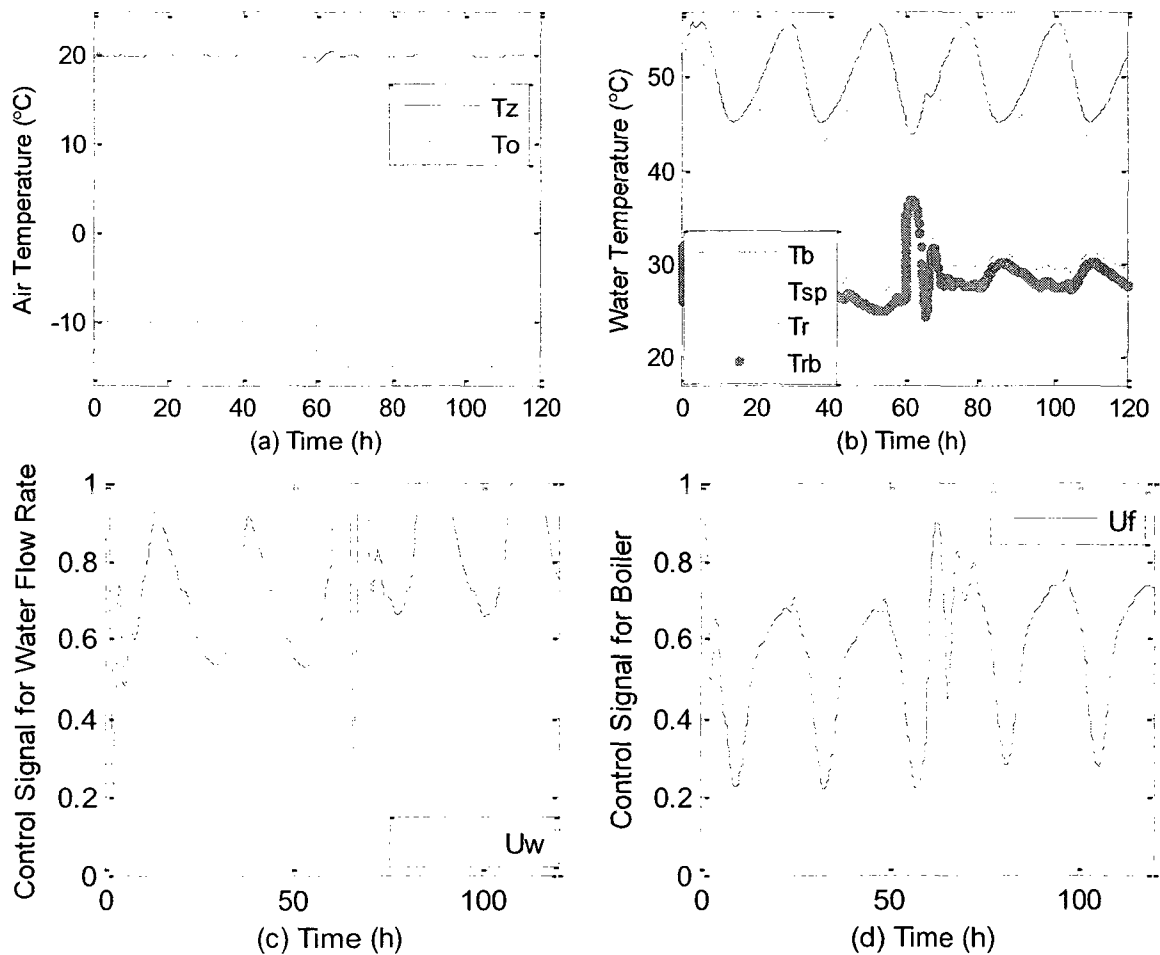 Air Temperature (°C)
20
10
0
-10
Tz
To
0
20
40
60
80
100
120
(a) Time (h)
Water Temperature (°C)
50
40
30
20
Tb
Tsp
Tr
Trb
0
20
40
60
80
100
120
(b) Time (h)
Control Signal for Water Flow Rate
1
0.8
0.6
0.4
0.2
0
Uw
0
50
100
(c) Time (h)
Control Signal for Boiler
1
0.8
0.6
0.4
0.2
0
Uf
0
50
100
(d) Time (h)